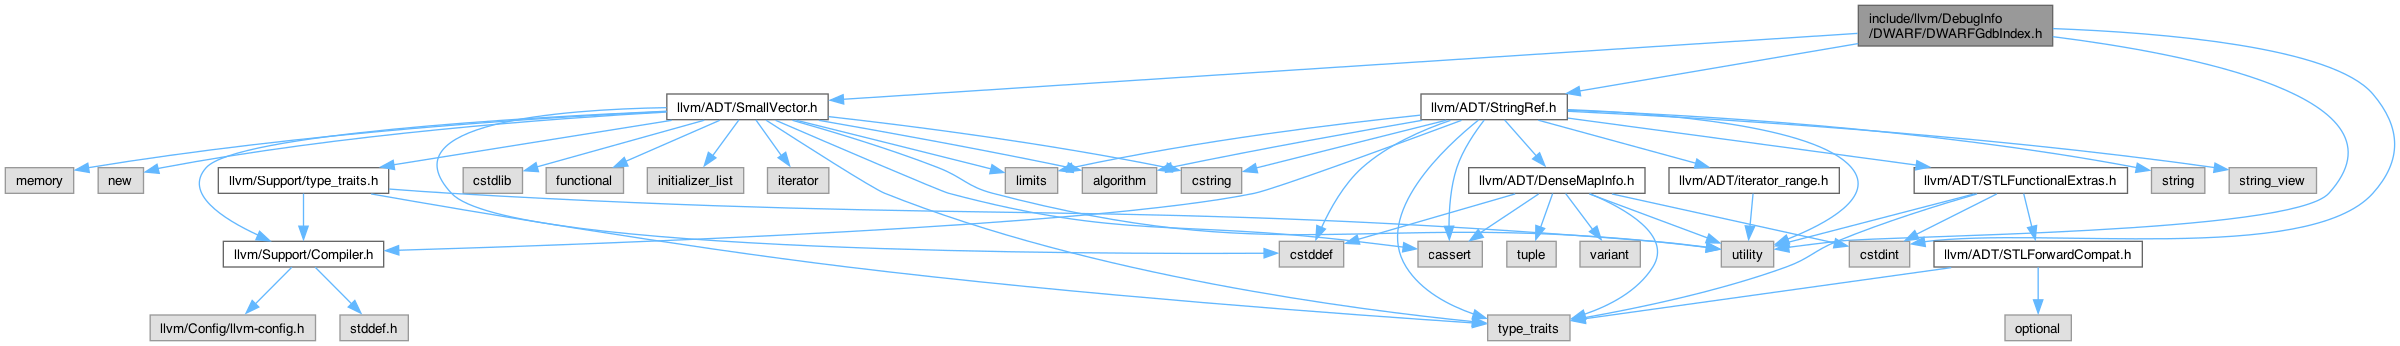 include/llvm/DebugInfo
/DWARF/DWARFGdbIndex.h
llvm/ADT/SmallVector.h
llvm/ADT/StringRef.h
memory
new
llvm/Support/type_traits.h
cstdlib
functional
initializer_list
iterator
limits
algorithm
cstring
llvm/ADT/DenseMapInfo.h
llvm/ADT/iterator_range.h
llvm/ADT/STLFunctionalExtras.h
string
string_view
llvm/Support/Compiler.h
cstddef
cassert
tuple
variant
utility
cstdint
llvm/ADT/STLForwardCompat.h
llvm/Config/llvm-config.h
stddef.h
type_traits
optional